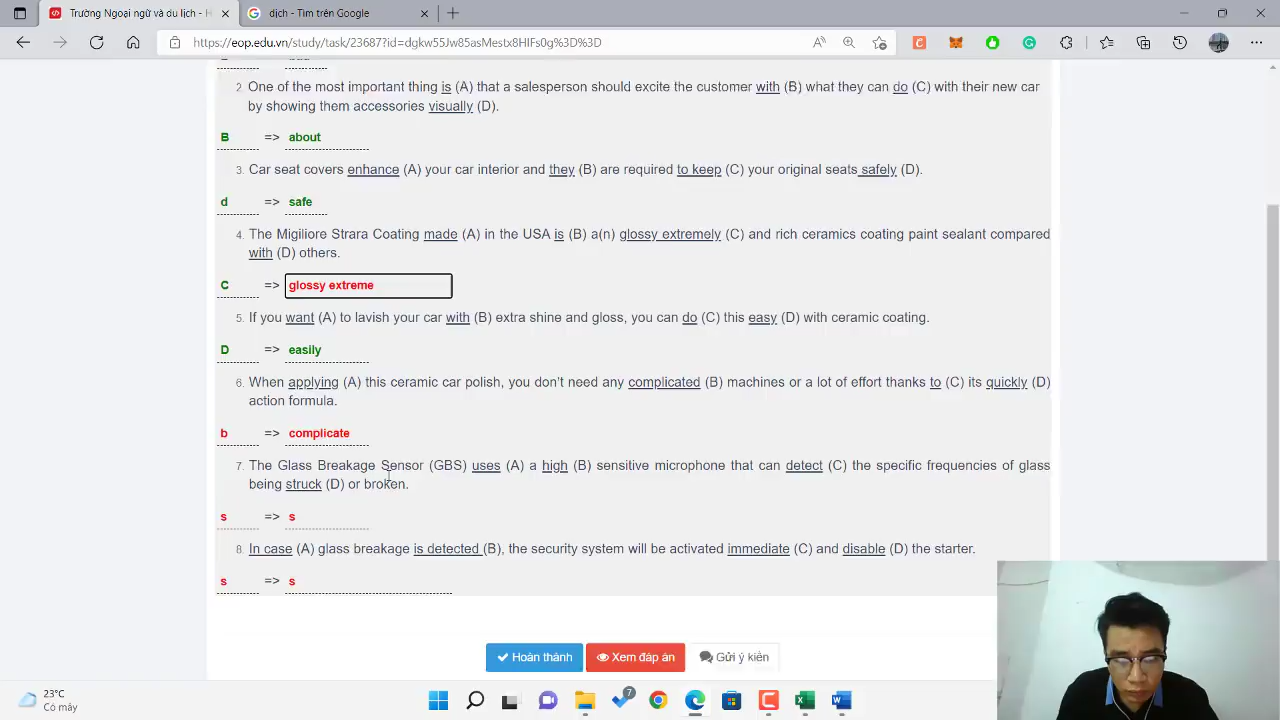 Trường Ngoại ngữ và du lịch - H
dịch - Tìm trên Google
https://eop.edu.vn/study/task/23687?id=dgkw55Jw85asMestx8HIFs0g%3D%3D
2. One of the most important thing is (A) that a salesperson should excite the customer with (B) what they can do (C) with their new car
by showing them accessories visually (D).
B => about
3. Car seat covers enhance (A) your car interior and they (B) are required to keep (C) your original seats safely (D).
d => safe
4. The Migiliore Strara Coating made (A) in the USA is (B) a(n) glossy extremely (C) and rich ceramics coating paint sealant compared
with (D) others.
C => glossy extreme
5. If you want (A) to lavish your car with (B) extra shine and gloss, you can do (C) this easy (D) with ceramic coating.
D => easily
6. When applying (A) this ceramic car polish, you don't need any complicated (B) machines or a lot of effort thanks to (C) its quickly (D)
action formula.
b => complicate
7. The Glass Breakage Sensor (GBS) uses (A) a high (B) sensitive microphone that can detect (C) the specific frequencies of glass
being struck (D) or broken.
s => s
8. In case (A) glass breakage is detected (B), the security system will be activated immediate (C) and disable (D) the starter.
s => s
Hoàn thành Xem đáp án Gửi ý kiến
23°C
Có mây
7